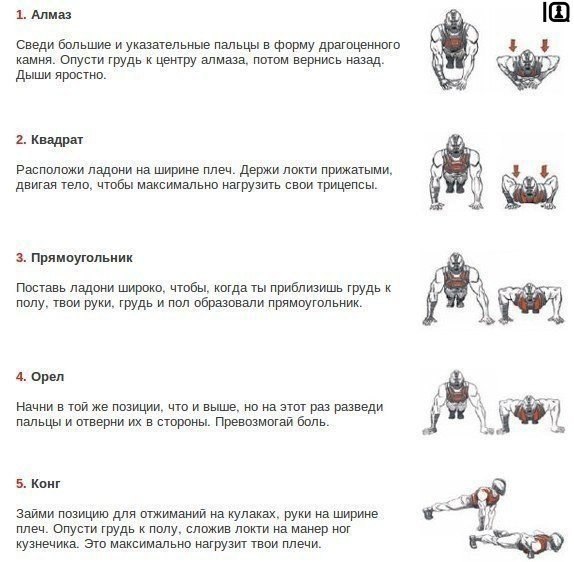 1. Алмаз
Сведи большие и указательные пальцы в форму драгоценного
камня. Опусти грудь к центру алмаза, потом вернись назад.
Дыши яростно.
2. Квадрат
Расположи ладони на ширине плеч. Держи локти прижатыми,
двигая тело, чтобы максимально нагрузить свои трицепсы.
3. Прямоугольник
Поставь ладони широко, чтобы, когда ты приблизишь грудь к
полу, твои руки, грудь и пол образовали прямоугольник.
4. Орел
Начни в той же позиции, что и выше, но на этот раз разведи
пальцы и отверни их в стороны. Превозмогай боль.
5. Конг
Займи позицию для отжиманий на кулаках, руки на ширине
плеч. Опусти грудь к полу, сложив локти на манер ног
кузнечика. Это максимально нагрузит твои плечи.